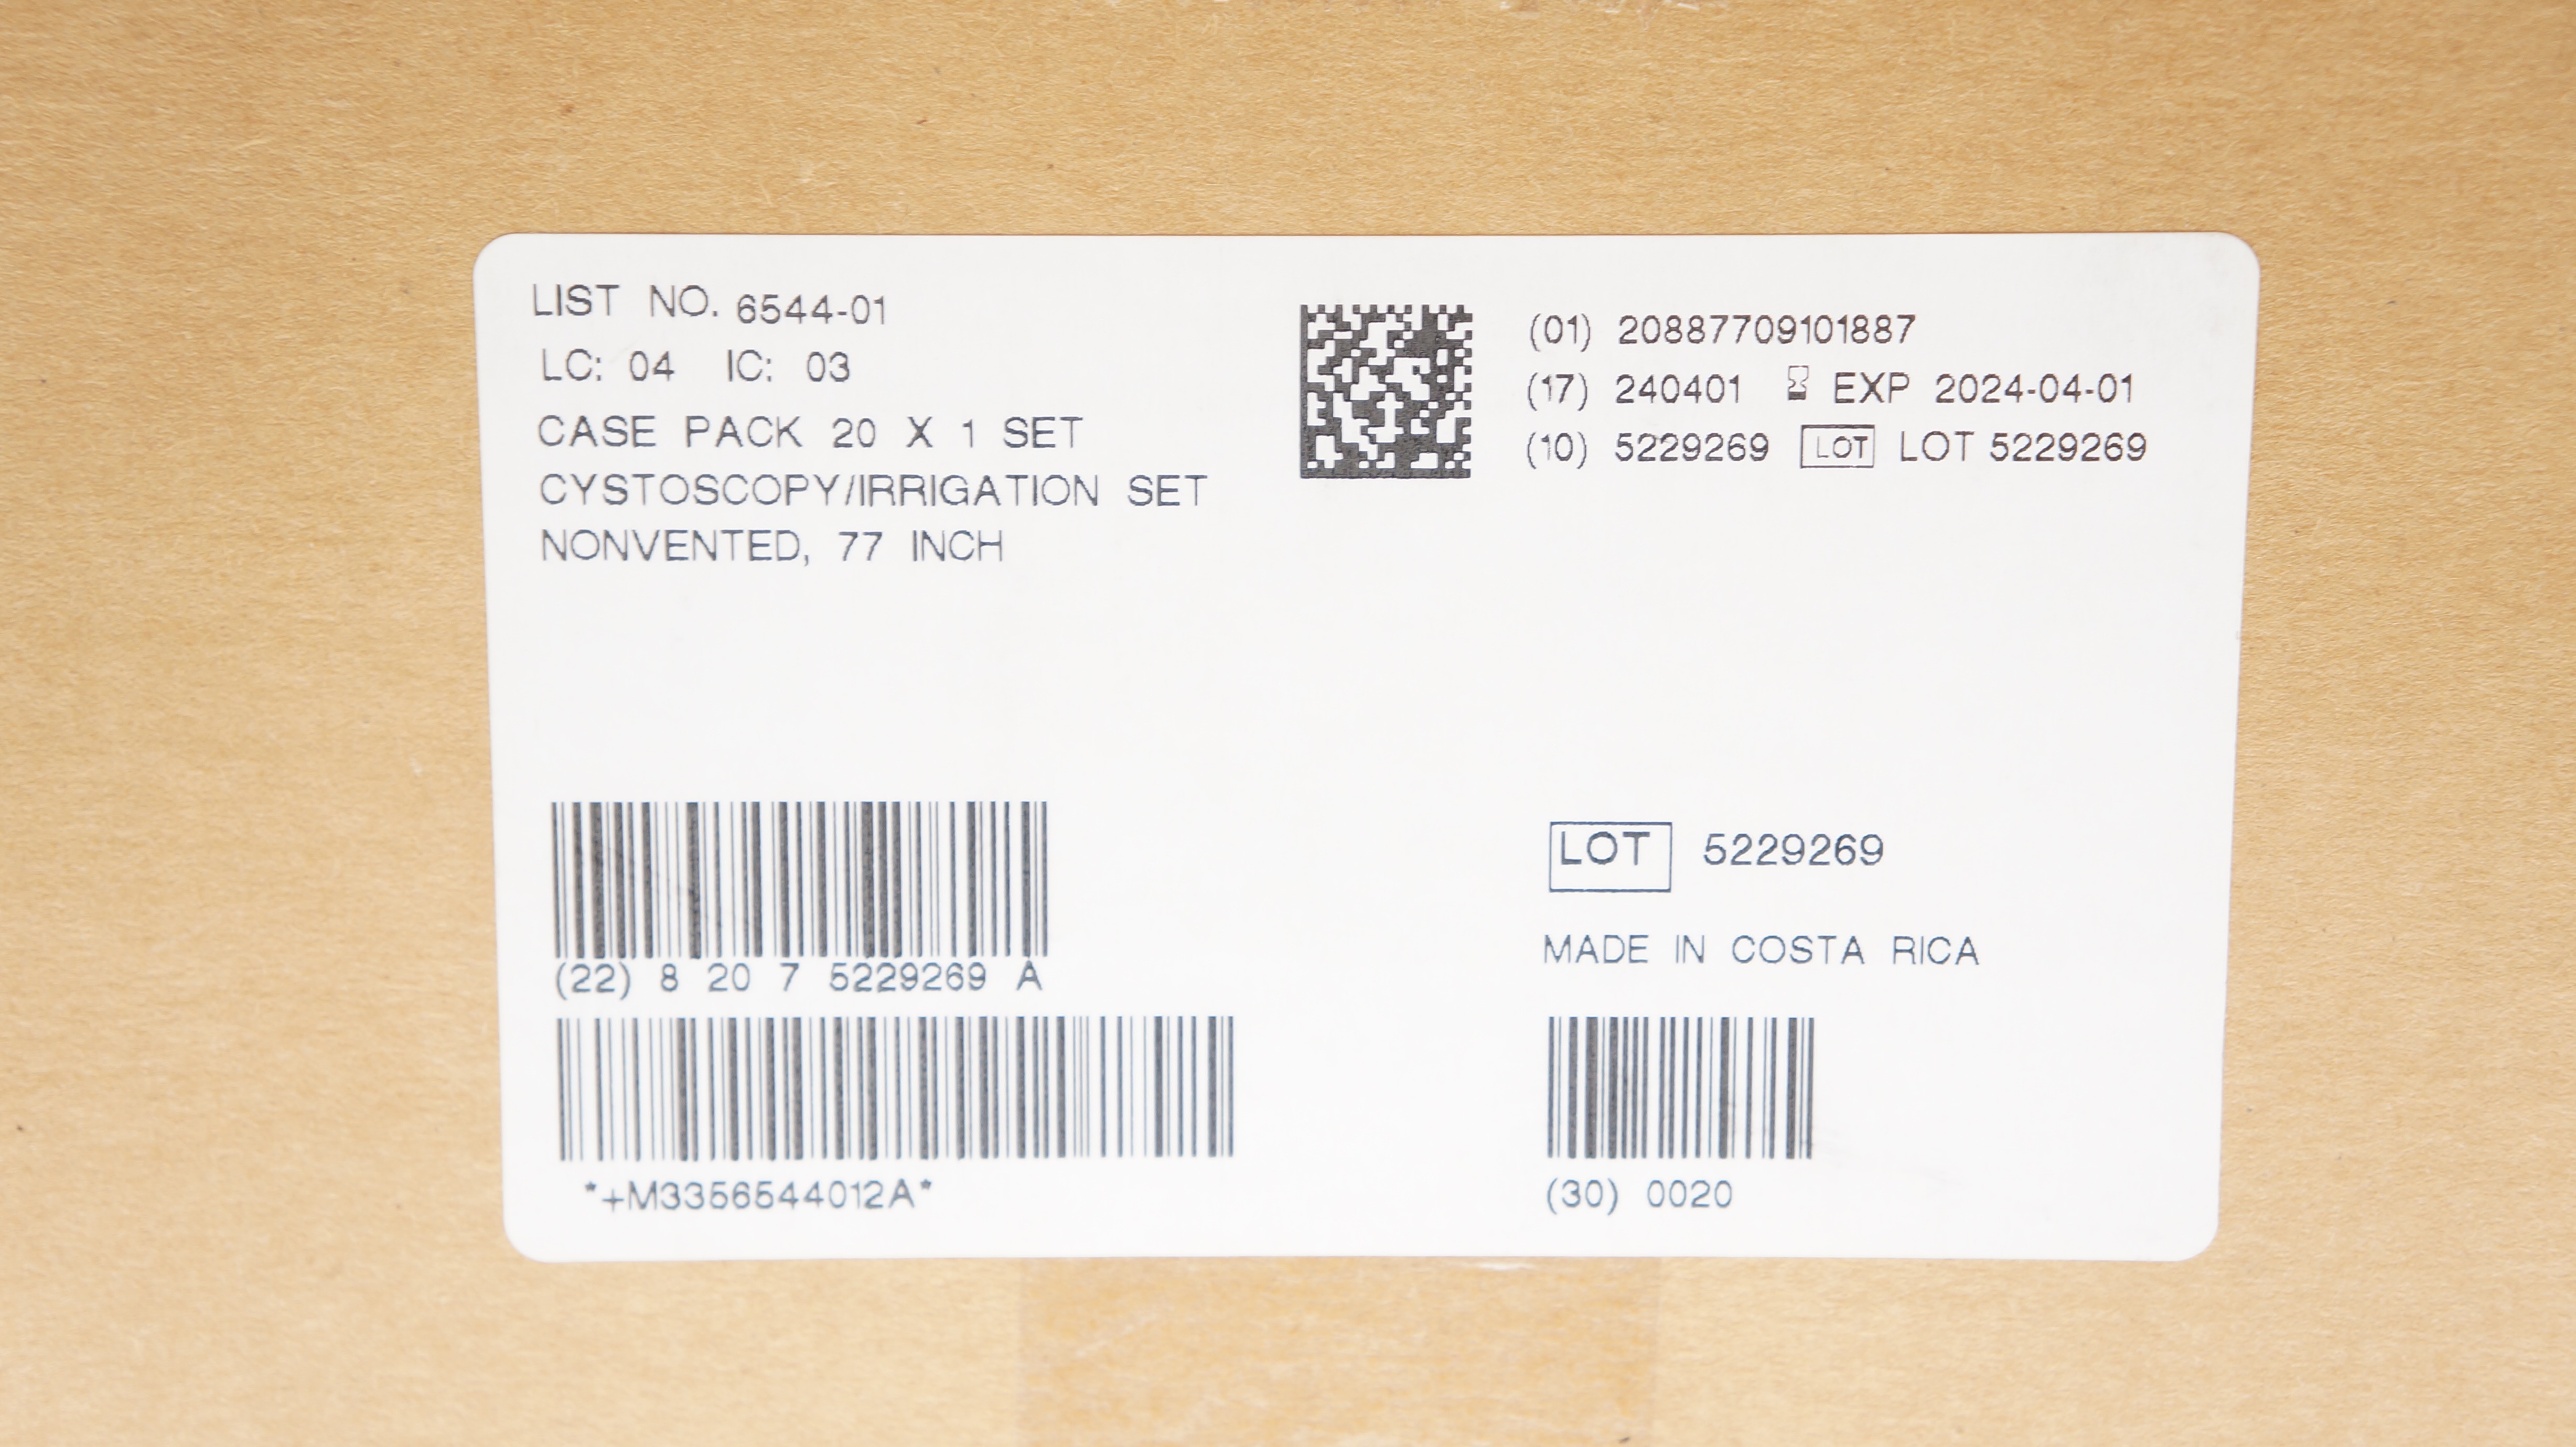 LIST NO. 6544-01
LC: 04 IC: 03
CASE PACK 20 X 1 SET
CYSTOSCOPY/IRRIGATION SET
NONVENTED, 77 INCH
(01) 20887709101887
(17) 240401 EXP 2024-04-01
(10) 5229269 LOT LOT 5229269
(22) 8 20 7 5229269 A
*+M3356544012A*
LOT 5229269
MADE IN COSTA RICA
(30) 0020